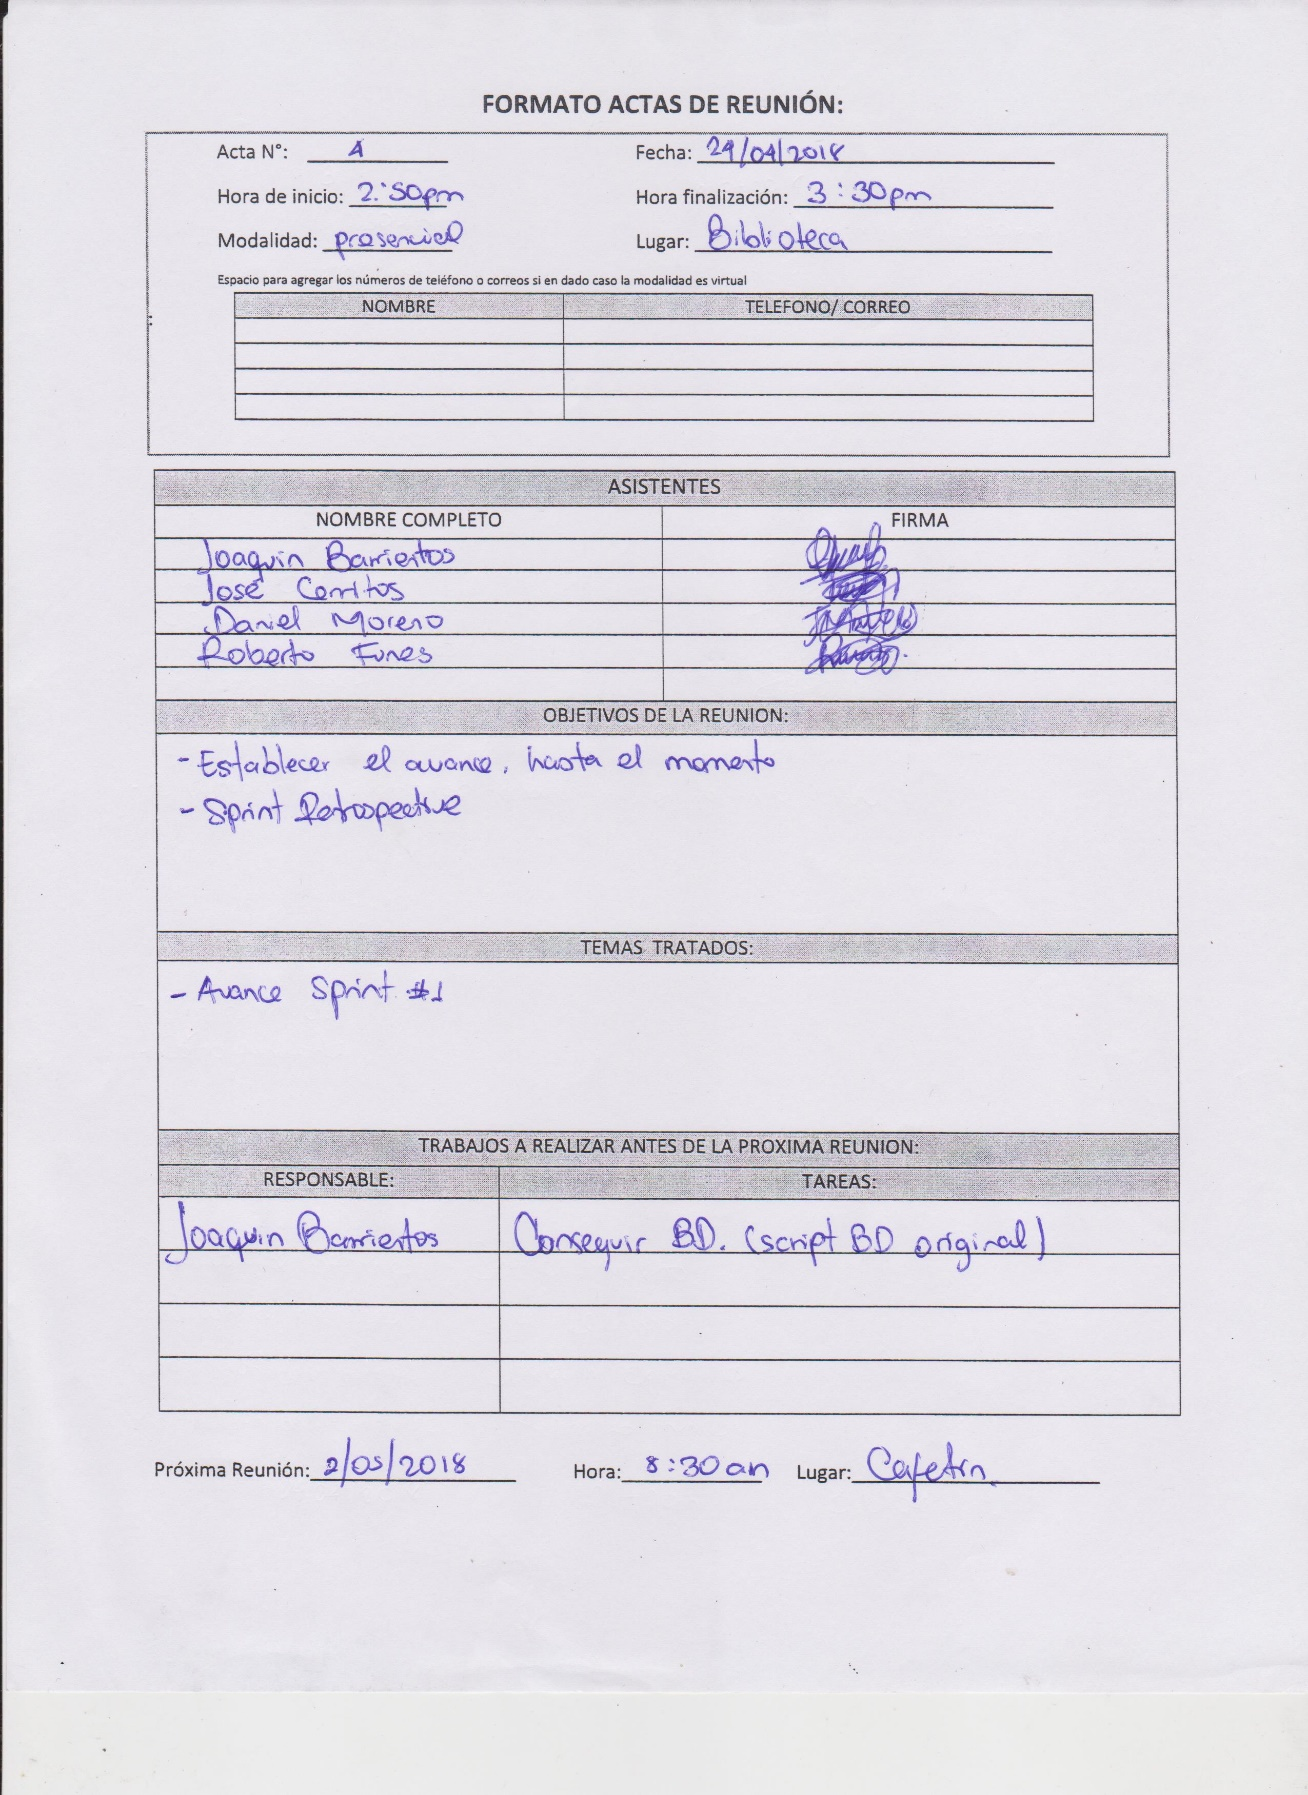 FORMATO ACTAS DE REUNIÓN:
Acta N°: 4 Fecha: 24/04/2018
Hora de inicio: 2:50pm Hora finalización: 3:30pm
Modalidad: presencial Lugar: Biblioteca
Espacio para agregar los números de teléfono o correos si en dado caso la modalidad es virtual
NOMBRE TELEFONO/ CORREO
ASISTENTES
NOMBRE COMPLETO FIRMA
Joaquin Barrientos
José Cerritos
Daniel Moreno
Roberto Funes
OBJETIVOS DE LA REUNION:
- Establecer el avance, hasta el momento
- Sprint Retrospective
TEMAS TRATADOS:
- Avance Sprint #1
TRABAJOS A REALIZAR ANTES DE LA PROXIMA REUNION:
RESPONSABLE: TAREAS:
Joaquin Barrientos Conseguir BD. (script BD original)
Próxima Reunión: 2/05/2018 Hora: 8:30am Lugar: Cafetín